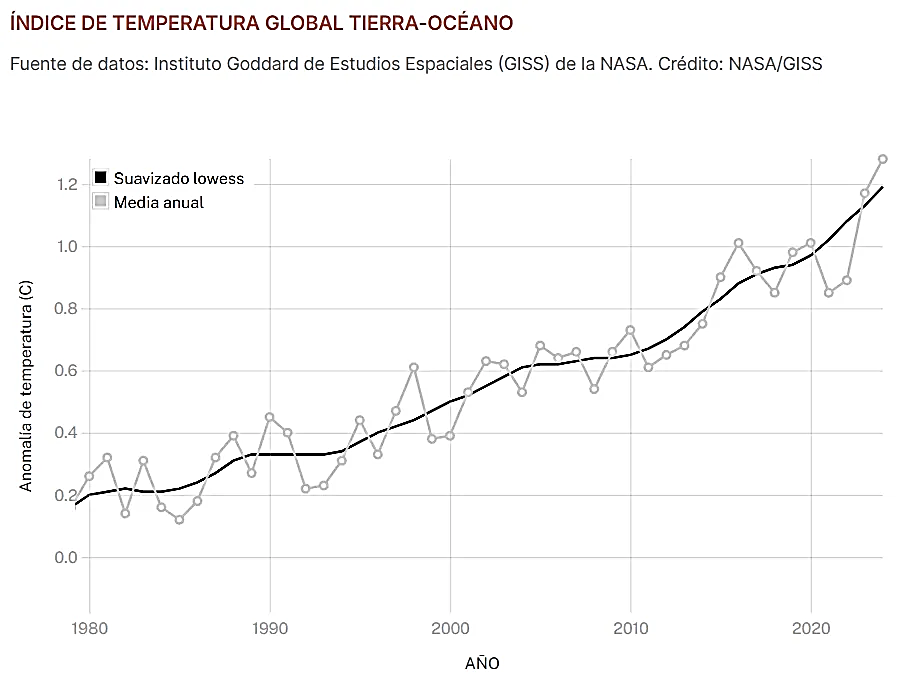 ÍNDICE DE TEMPERATURA GLOBAL TIERRA-OCÉANO
Fuente de datos: Instituto Goddard de Estudios Espaciales (GISS) de la NASA. Crédito: NASA/GISS
Suavizado lowess
Media anual
1.2
1.0
0.8
0.6
0.4
0.2
0.0
Anomalía de temperatura (C)
1980 1990 2000 2010 2020
AÑO